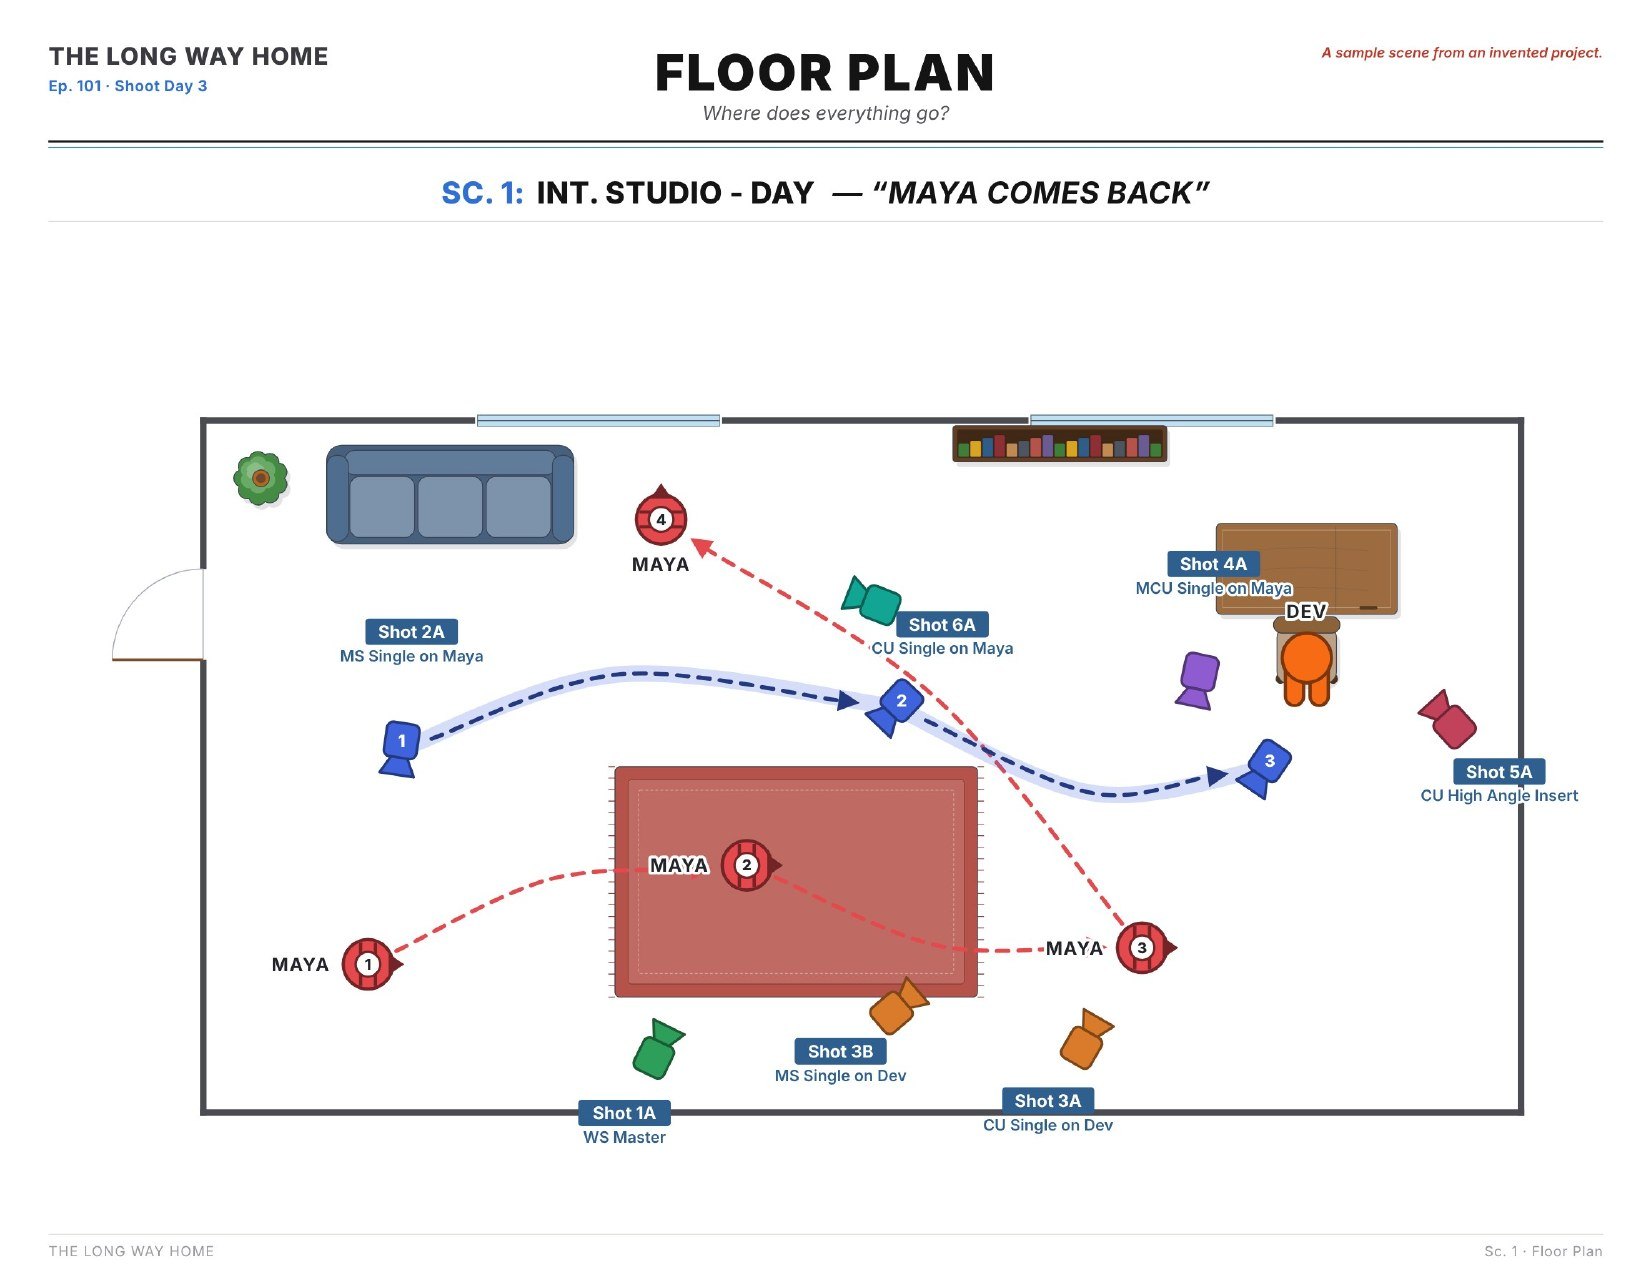 THE LONG WAY HOME
Ep. 101 · Shoot Day 3
FLOOR PLAN
Where does everything go?
A sample scene from an invented project.
SC. 1: INT. STUDIO - DAY — “MAYA COMES BACK”
4
MAYA
Shot 4A
MCU Single on Maya
DEV
Shot 6A
CU Single on Maya
Shot 2A
MS Single on Maya
1
2
3
Shot 5A
CU High Angle Insert
MAYA 2
MAYA 3
MAYA 1
Shot 3B
MS Single on Dev
Shot 3A
CU Single on Dev
Shot 1A
WS Master
THE LONG WAY HOME
Sc. 1 · Floor Plan